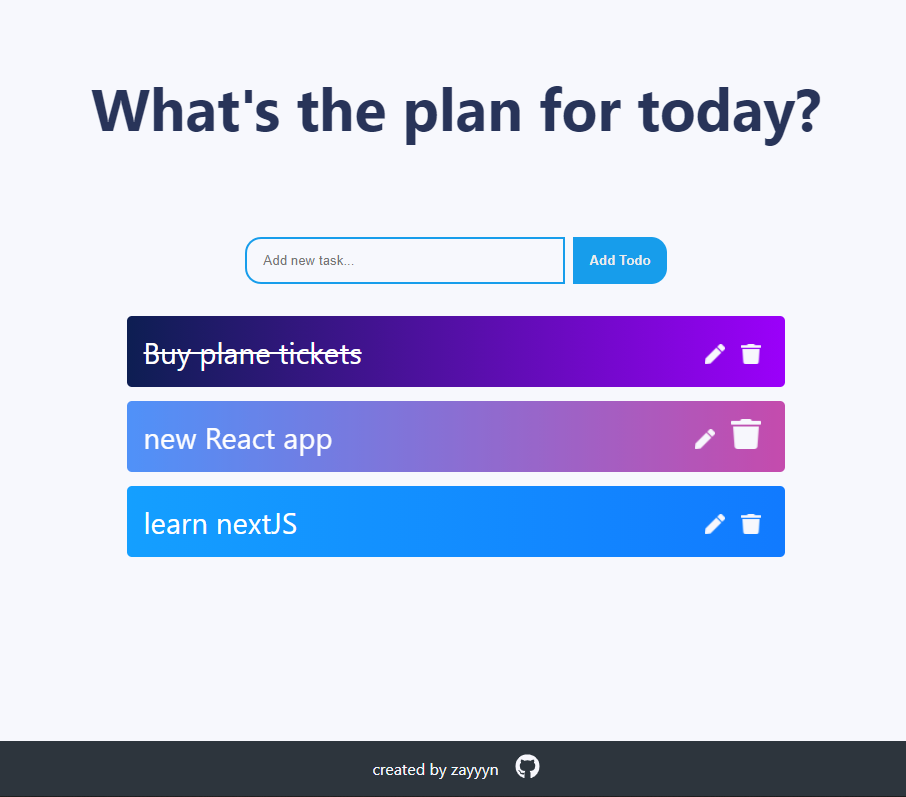 What's the plan for today?
Add new task...
Add Todo
Buy plane tickets
new React app
learn nextJS
created by zayyyn